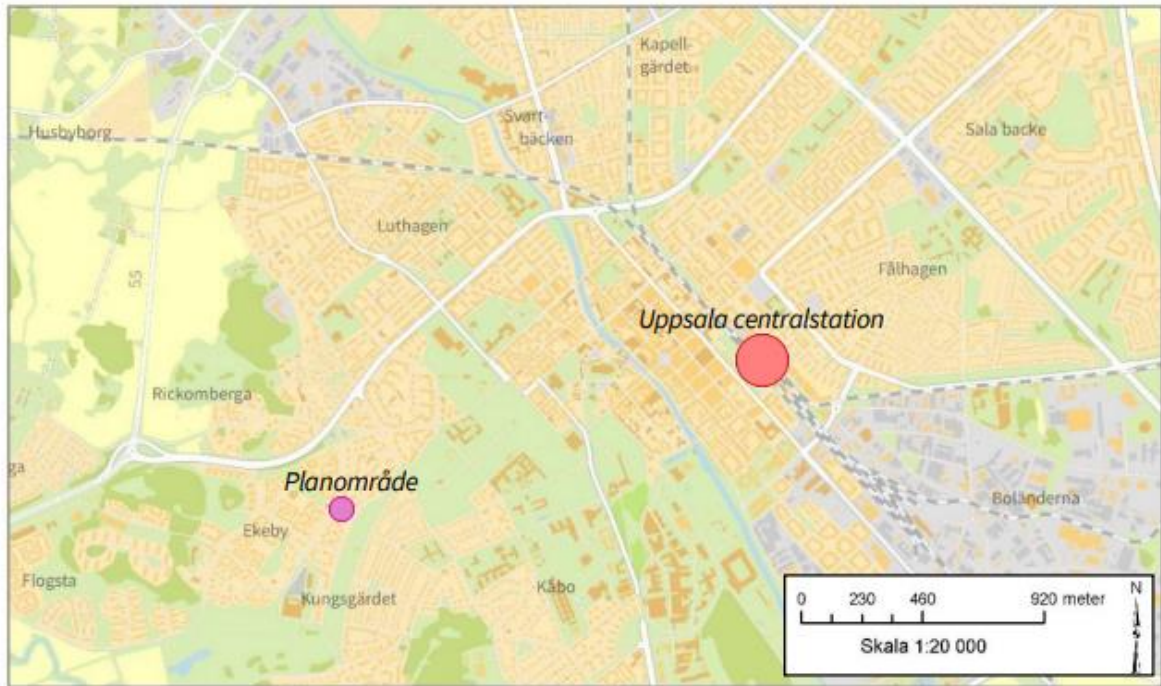 Kapell-
gärdet
Svart-
bäcken
Husbyborg
Sala backe
Luthagen
Fålhagen
55
Uppsala centralstation
Rickomberga
ga
Planområde
Boländerna
Ekeby
Flogsta
Kungsgärdet
Kåbo
0 230 460 920 meter
N
Skala 1:20 000